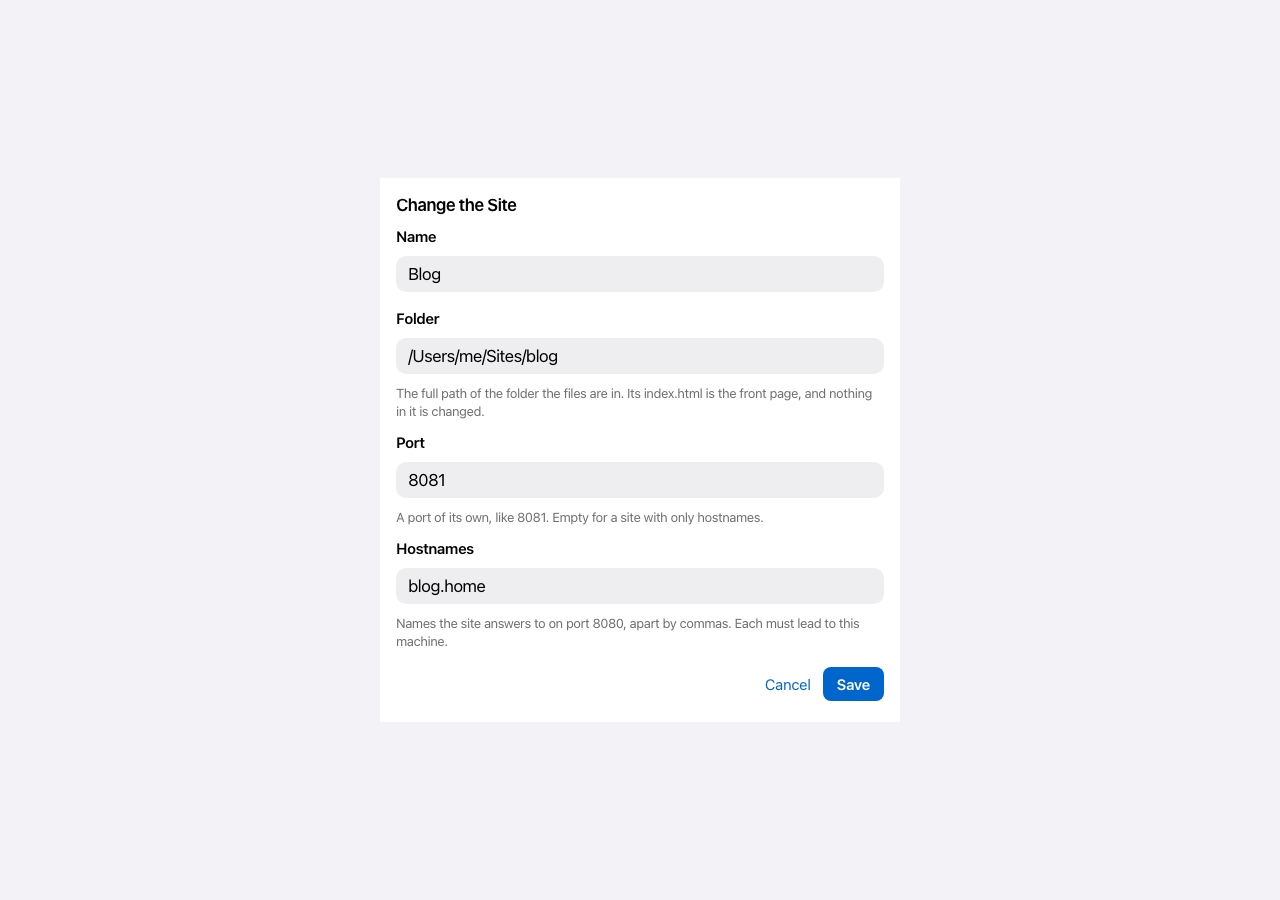 Change the Site
Name
Blog
Folder
/Users/me/Sites/blog
The full path of the folder the files are in. Its index.html is the front page, and nothing
in it is changed.
Port
8081
A port of its own, like 8081. Empty for a site with only hostnames.
Hostnames
blog.home
Names the site answers to on port 8080, apart by commas. Each must lead to this
machine.
Cancel Save